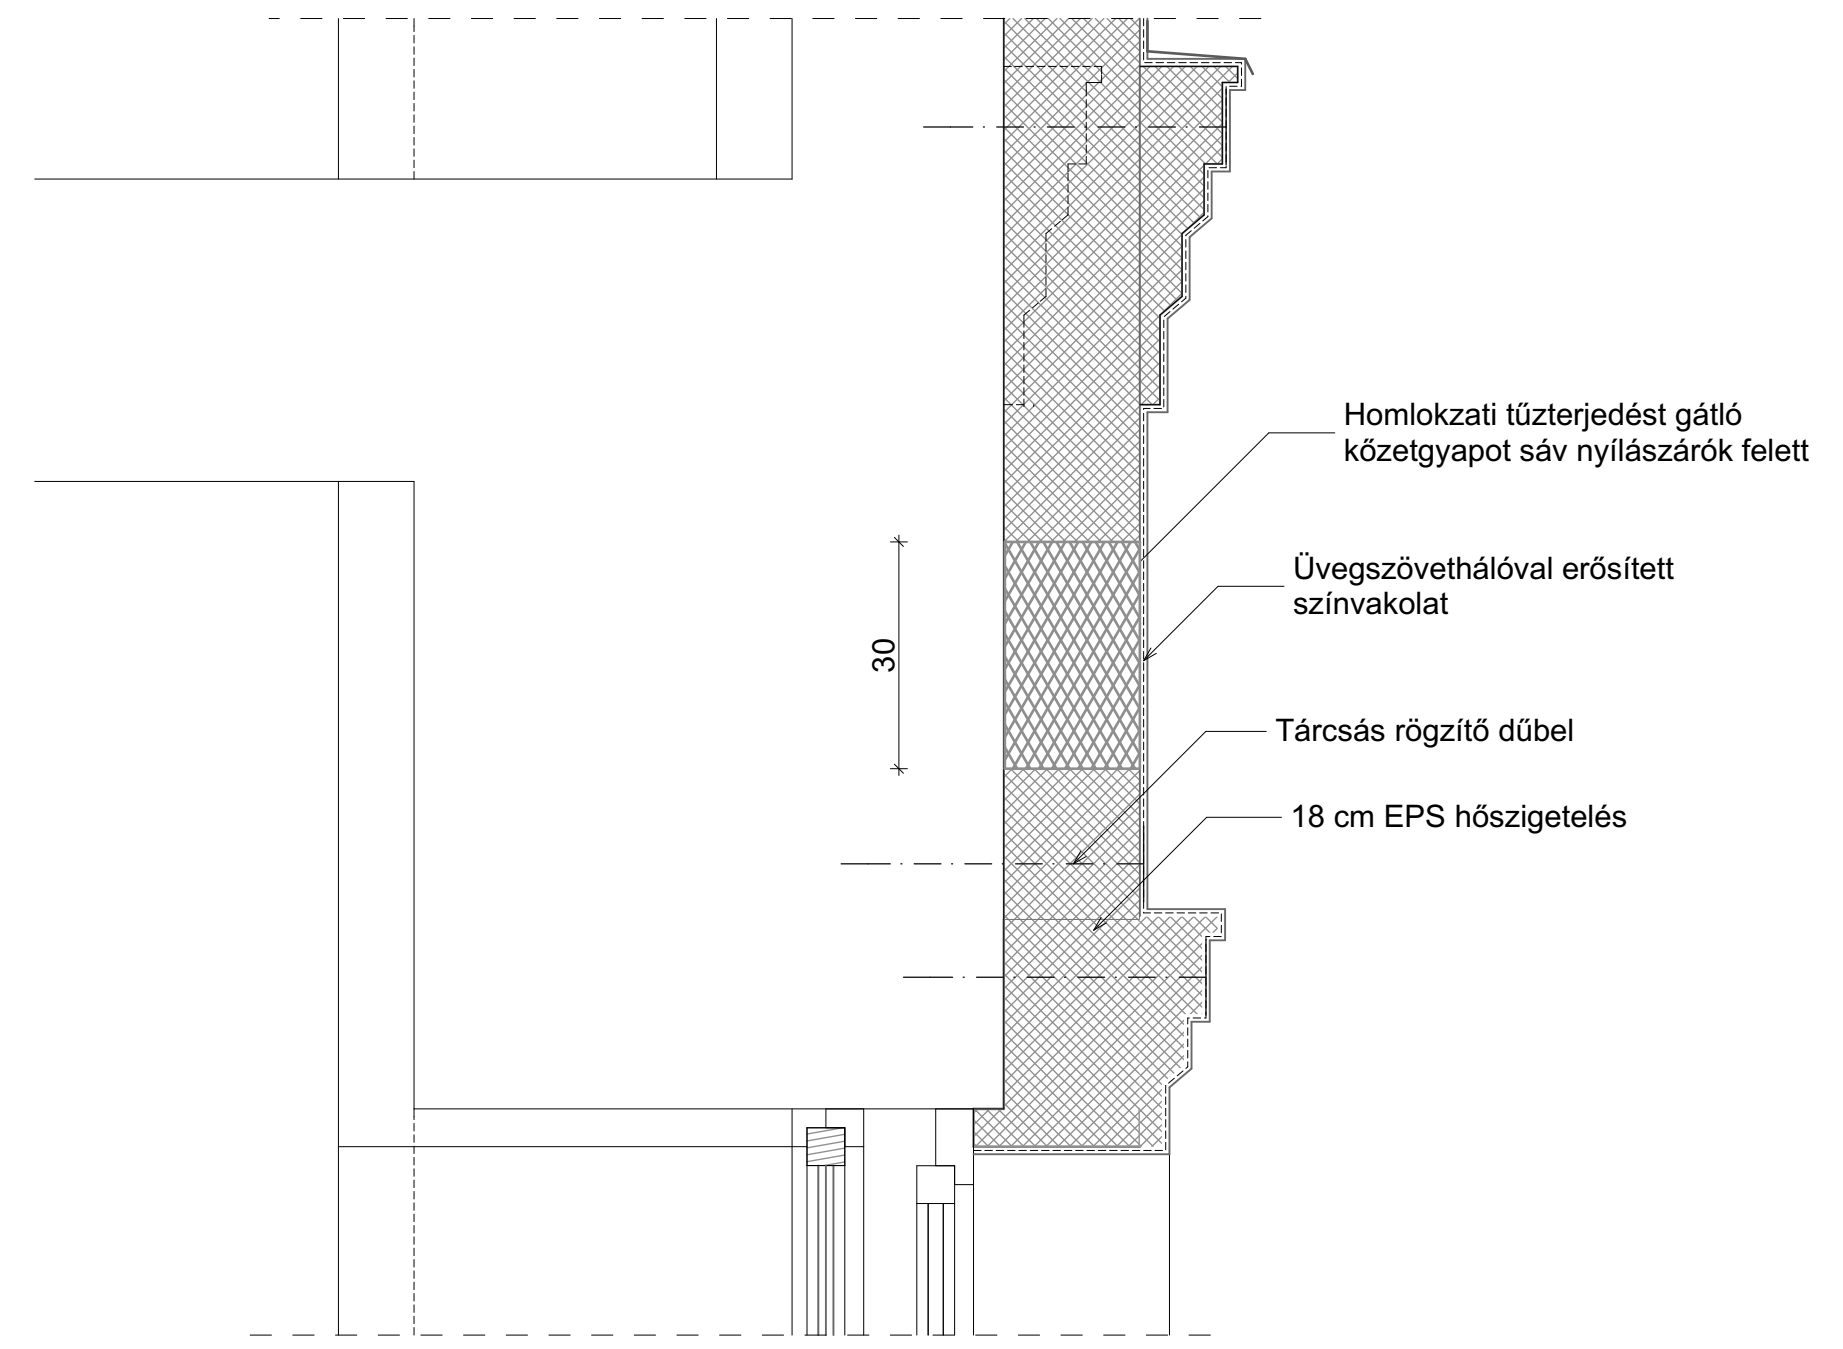 Homlokzati tűzterjedést gátló
kőzetgyapot sáv nyílászárók felett
Üvegszövethálóval erősített
színvakolat
30
Tárcsás rögzítő dűbel
18 cm EPS hőszigetelés